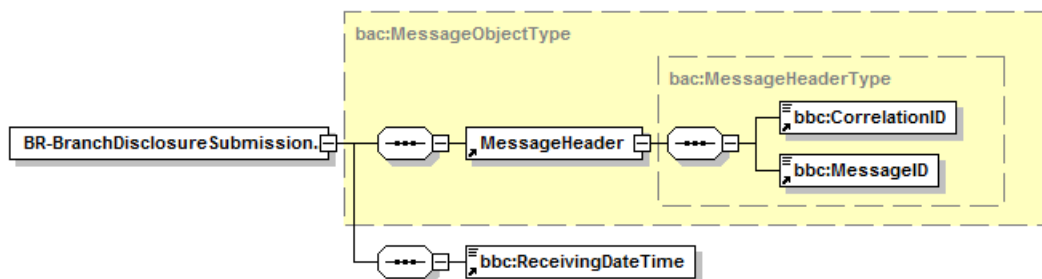 bac:MessageObjectType
bac:MessageHeaderType
bbc:CorrelationID
BR-BranchDisclosureSubmission.
MessageHeader
bbc:MessageID
bbc:ReceivingDateTime